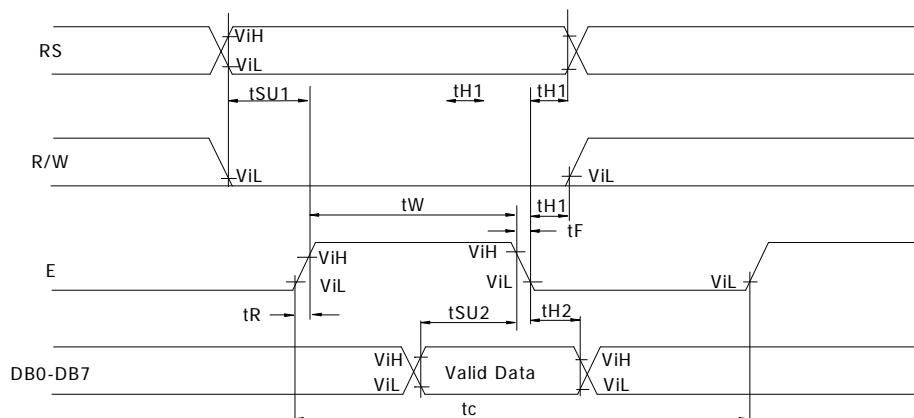 RS
ViH
ViL
tSU1
tH1
tH1
R/W
ViL
ViL
tW
tH1
tF
E
ViH
ViL
ViH
ViL
ViL
tR
tSU2
tH2
DB0-DB7
ViH
ViL
Valid Data
ViH
ViL
tc